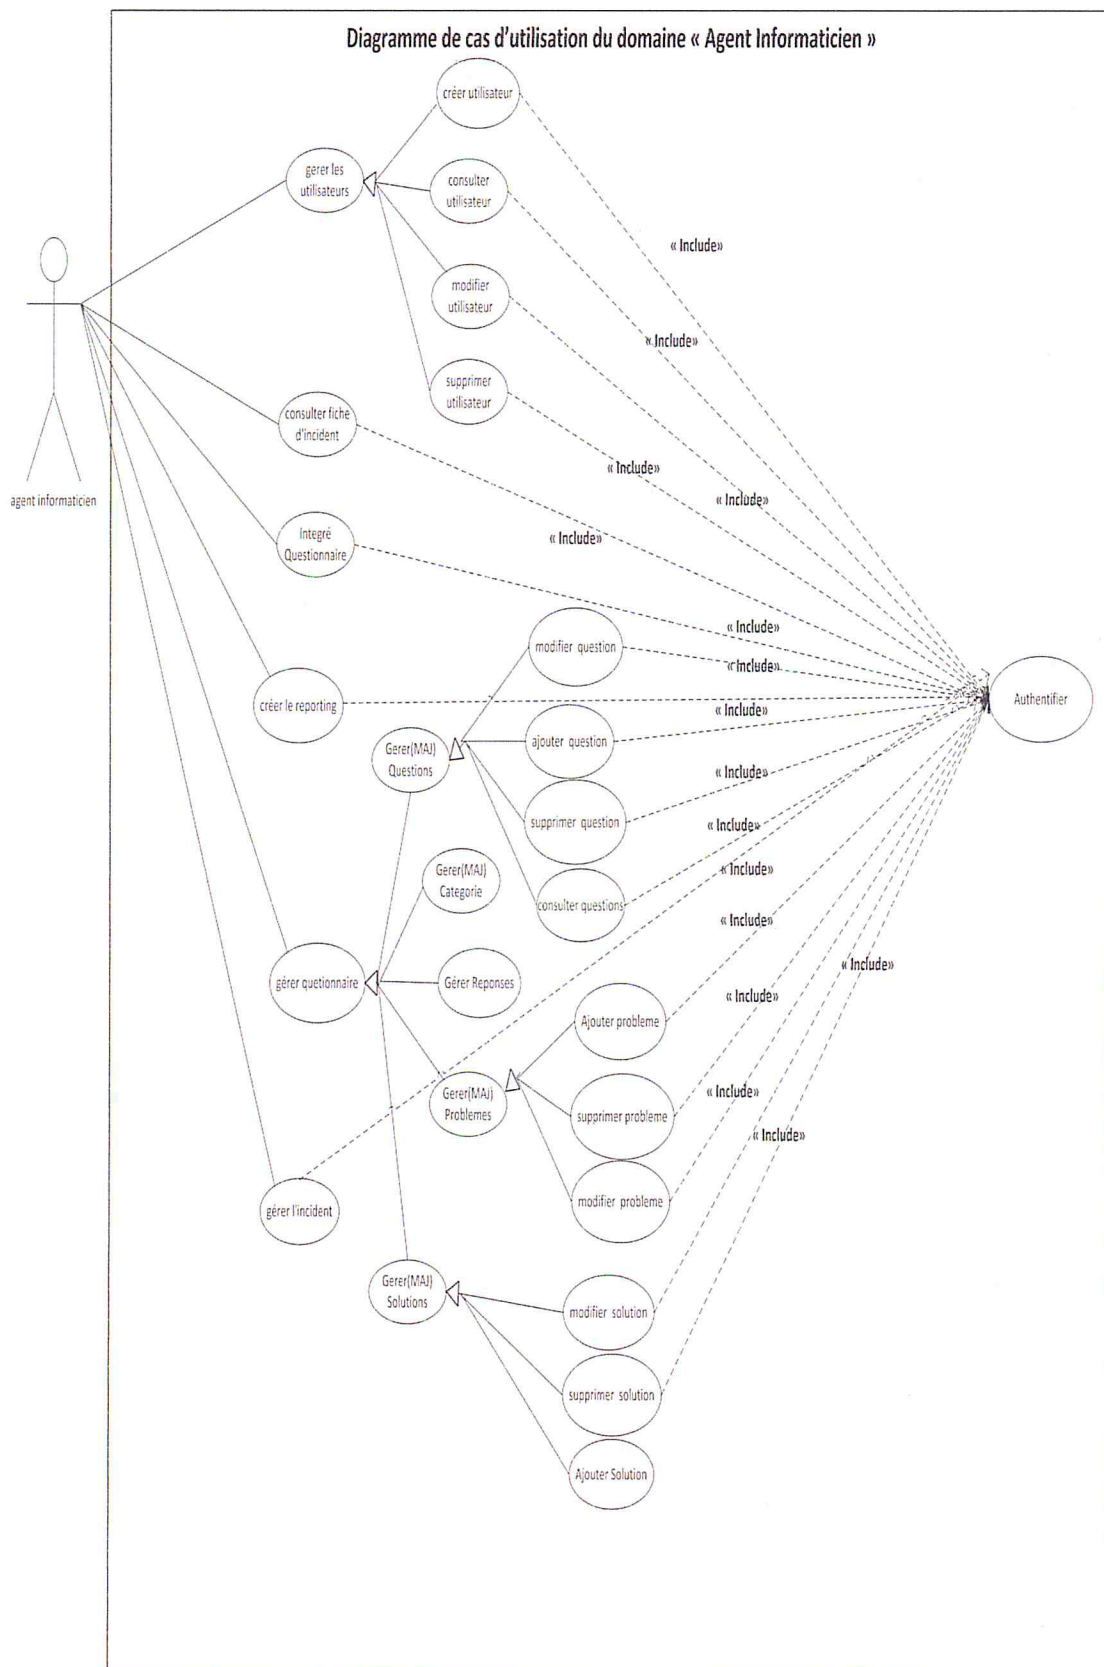 Diagramme de cas d'utilisation du domaine « Agent Informaticien »
créer utilisateur
gerer les
utilisateurs
consulter
utilisateur
« Include»
modifier
utilisateur
« Include»
supprimer
utilisateur
consulter fiche
d'incident
« Include»
agent informaticien
« Include»
Integré
Questionnaire
« Include»
« Include»
modifier question
« Include»
créer le reporting
Authentifier
« Include»
Gerer(MAJ)
Questions
ajouter question
« Include»
supprimer question
« Include»
Gerer(MAJ)
Categorie
« Include»
consulter questions
« Include»
gérer quetionnaire
Gérer Reponses
« Include»
Ajouter probleme
« Include»
Gerer(MAJ)
Problemes
supprimer probleme
« Include»
modifier probleme
gérer l'incident
« Include»
Gerer(MAJ)
Solutions
modifier solution
supprimer solution
Ajouter Solution
« Include»